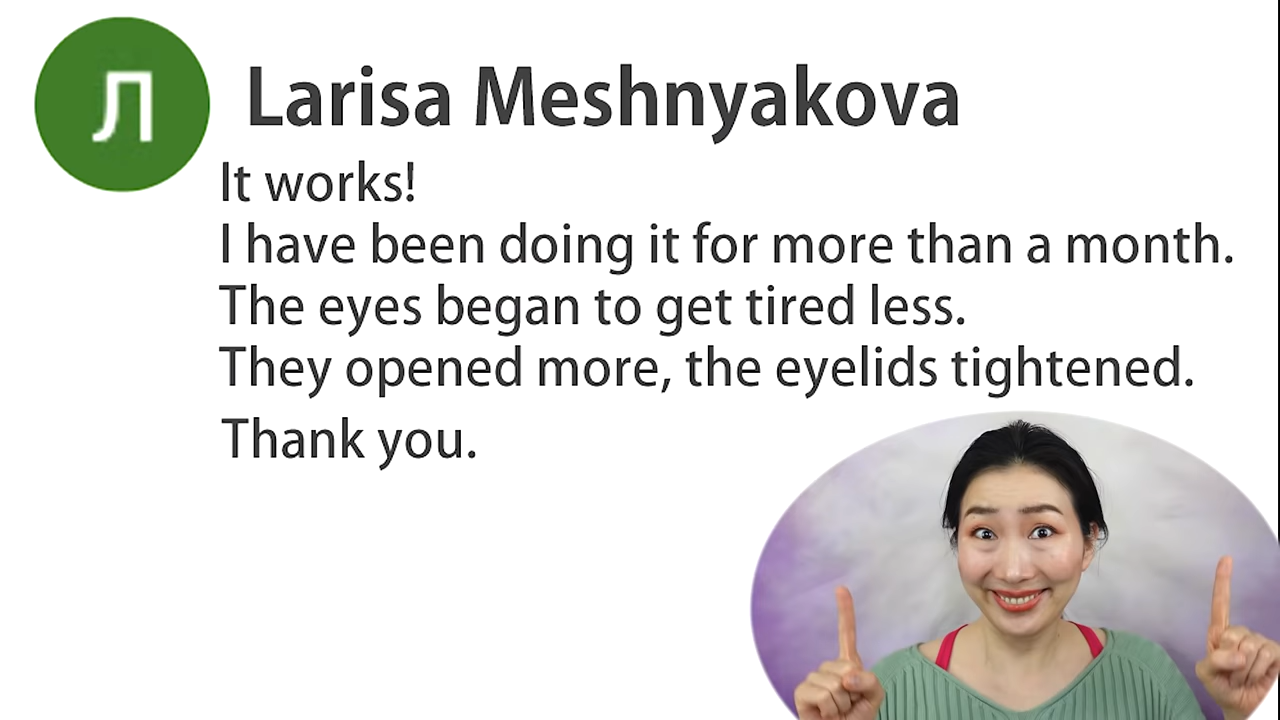 Л
Larisa Meshnyakova
It works!
I have been doing it for more than a month.
The eyes began to get tired less.
They opened more, the eyelids tightened.
Thank you.